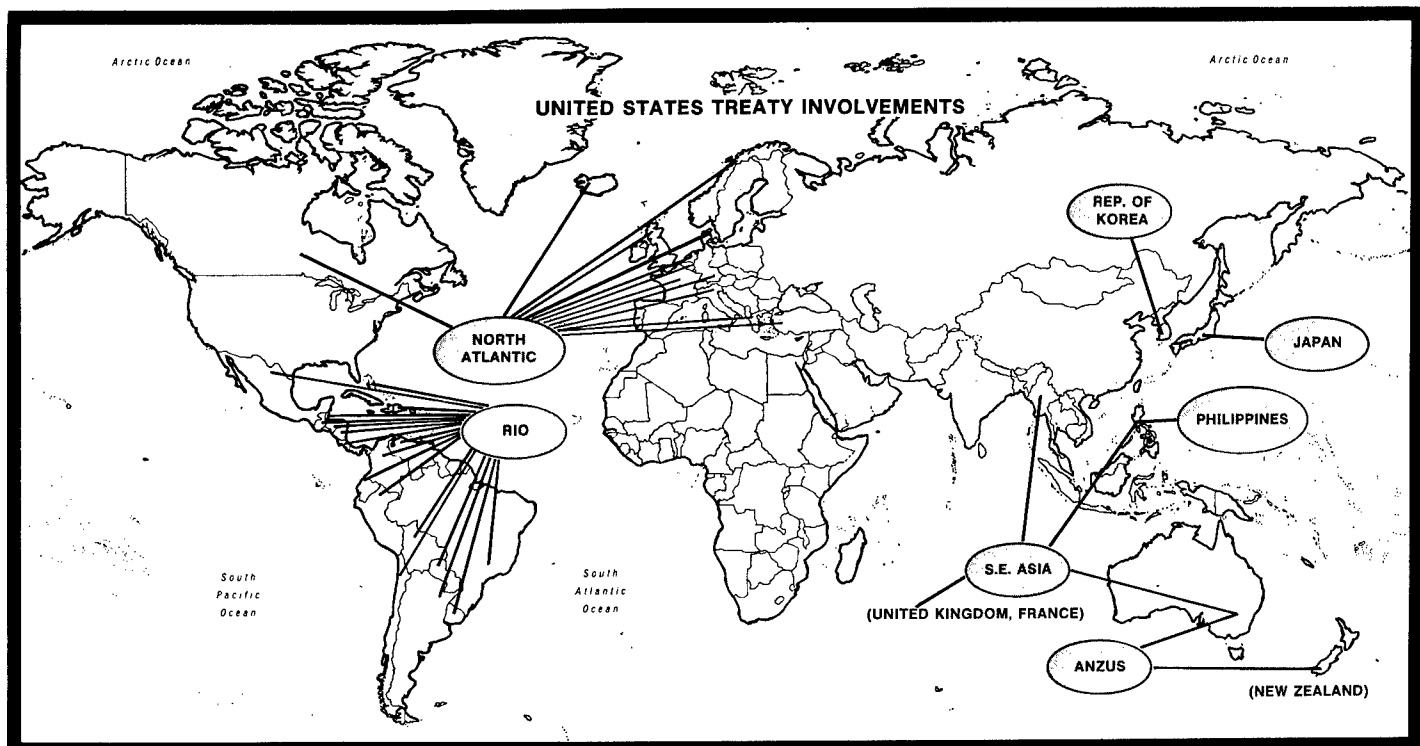 Arctic Ocean
Arctic Ocean
UNITED STATES TREATY INVOLVEMENTS
REP. OF
KOREA
NORTH
ATLANTIC
JAPAN
RIO
PHILIPPINES
S.E. ASIA
South
Pacific
Ocean
South
Atlantic
Ocean
(UNITED KINGDOM, FRANCE)
ANZUS
(NEW ZEALAND)